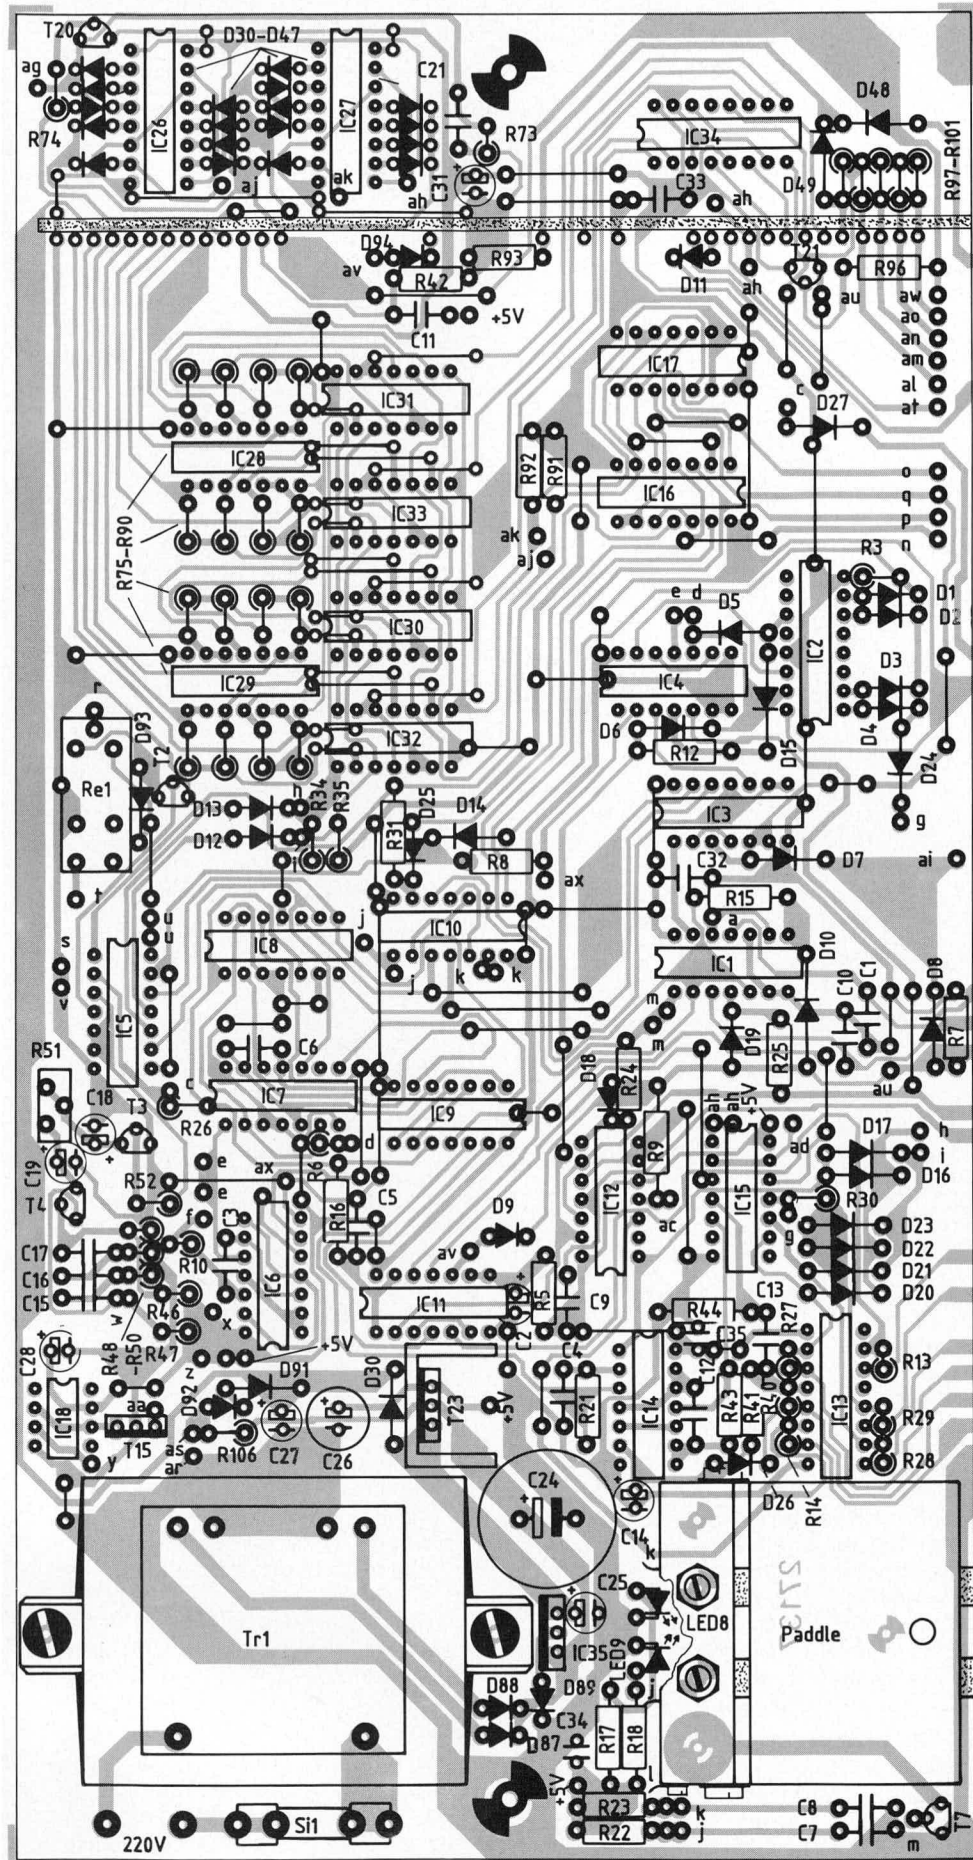 T20
D30-D47
ag
C21
D48
R74
IC26
IC27
R73
IC34
R97-R101
aj
ak
ah
C31
C33
ah
D49
D94
av
R42
R93
D11
ah
T21
R96
au
aw
ao
an
am
al
at
+5V
C11
IC17
IC31
c
D27
IC28
R92
R91
IC16
o
q
p
n
IC33
R75-R90
ak
aj
R3
D1
D2
e d
D5
IC2
IC30
IC29
IC4
D3
D4
r
D93
T2
IC32
D6
R12
D15
D24
Re1
D13
D12
h
R34
R35
R31
D25
D14
R8
IC3
g
C32
D7
ai
i
ax
t
u
u
R15
a
IC8
j
IC10
IC1
D10
s
v
j
k
k
C10
C1
D8
R7
IC5
m
m
D19
R25
C6
D18
R24
au
R51
C18
c
IC7
R26
IC9
T3
ah
ah
+5V
ad
D17
h
i
D16
C19
e
ax
R6
d
R9
R52
T4
e
R16
C5
IC12
IC15
R30
f
C3
D9
ac
g
D23
D22
D21
D20
C17
C16
C15
R10
IC6
av
IC11
R5
C9
C2
C13
R44
R27
R46
w
x
R47
R48
-R50
C28
z
+5V
D91
D30
T23
+5V
C4
R21
IC14
C12
C35
R43
R41
R40
IC13
R13
R29
R28
IC18
aa
T15
D92
as
ar
R106
C27
C26
y
C24
C14
D26
R14
k
C25
2713
LED8
Paddle
IC35
LED9
Tr1
D88
D89
D87
C34
R17
R18
i
l
+5V
R23
k
R22
j
C8
C7
m
T7
220V
Si1